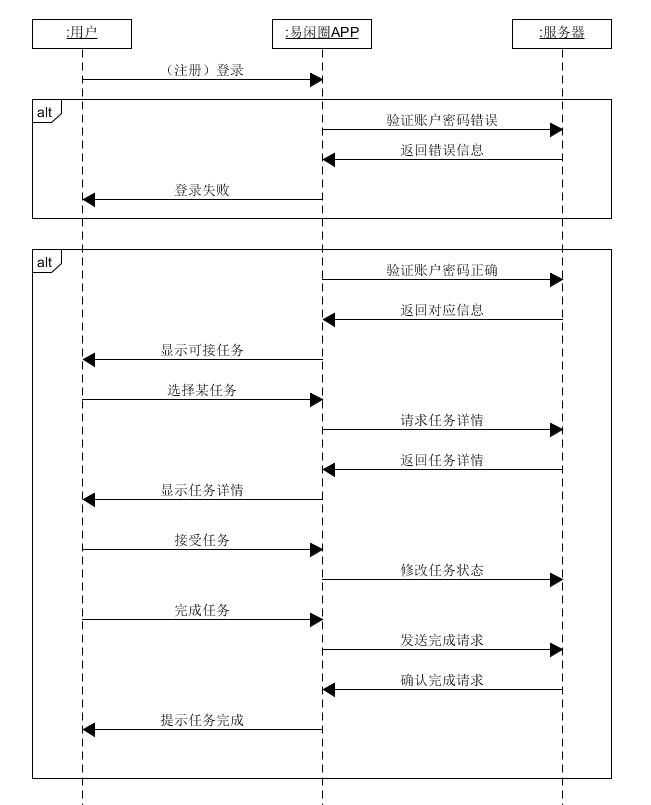 :用户
:易闲圈APP
:服务器
（注册）登录
alt
验证账户密码错误
返回错误信息
登录失败
alt
验证账户密码正确
返回对应信息
显示可接任务
选择某任务
请求任务详情
返回任务详情
显示任务详情
接受任务
修改任务状态
完成任务
发送完成请求
确认完成请求
提示任务完成